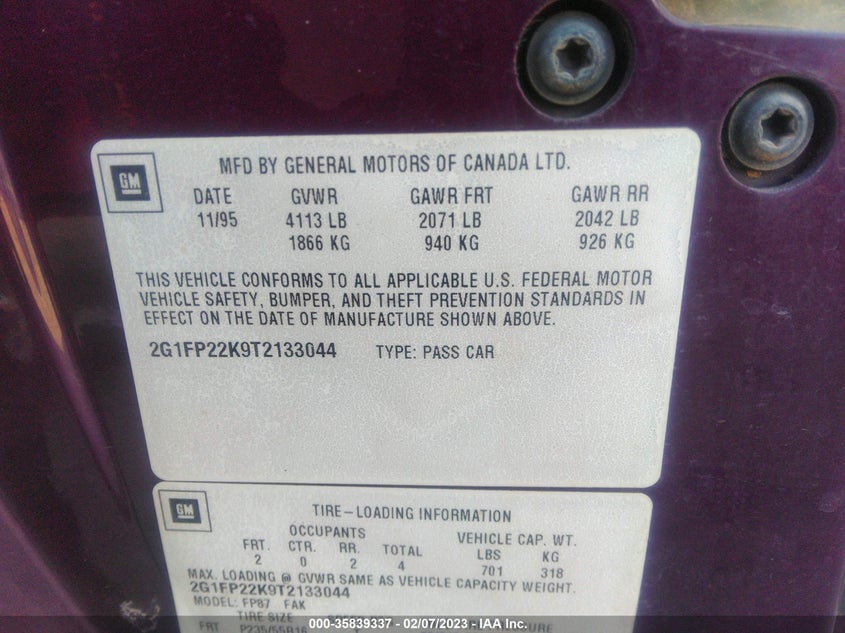 GM
MFD BY GENERAL MOTORS OF CANADA LTD.
DATE GVWR GAWR FRT GAWR RR
11/95 4113 LB 2071 LB 2042 LB
1866 KG 940 KG 926 KG
THIS VEHICLE CONFORMS TO ALL APPLICABLE U.S. FEDERAL MOTOR
VEHICLE SAFETY, BUMPER, AND THEFT PREVENTION STANDARDS IN
EFFECT ON THE DATE OF MANUFACTURE SHOWN ABOVE.
2G1FP22K9T2133044 TYPE: PASS CAR
GM
TIRE-LOADING INFORMATION
OCCUPANTS VEHICLE CAP. WT.
FRT. CTR. RR. TOTAL LBS KG
2 0 2 4 701 318
MAX. LOADING @ GVWR SAME AS VEHICLE CAPACITY WEIGHT.
2G1FP22K9T2133044
MODEL: FP87 FAK
TIRE SIZE
FRT P235/55R16
000-35839337 - 02/07/2023 - IAA Inc.